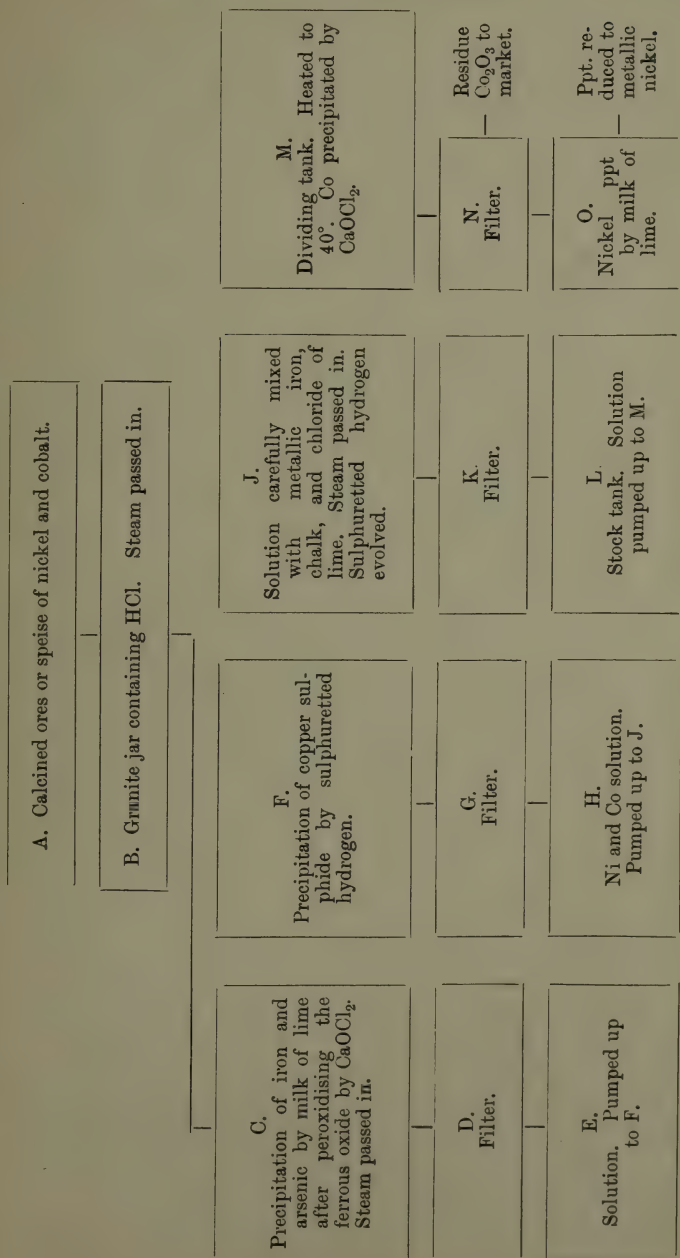 A. Calcined ores or speise of nickel and cobalt.
B. Granite jar containing HCl. Steam passed in.
C.
Precipitation of iron and
arsenic by milk of lime
after peroxidising the
ferrous oxide by CaOCl₂.
Steam passed in.
D.
Filter.
E.
Solution. Pumped up
to F.
F.
Precipitation of copper sul-
phide by sulphuretted
hydrogen.
G.
Filter.
H.
Ni and Co solution.
Pumped up to J.
J.
Solution carefully mixed
with metallic iron,
chalk, and chloride of
lime. Steam passed in.
Sulphuretted hydrogen
evolved.
K.
Filter.
L.
Stock tank. Solution
pumped up to M.
M.
Dividing tank. Heated to
40°. Co precipitated by
CaOCl₂.
N.
Filter.
Residue
Co₂O₃ to
market.
O.
Nickel ppt
by milk of
lime.
Ppt. re-
duced to
metallic
nickel.